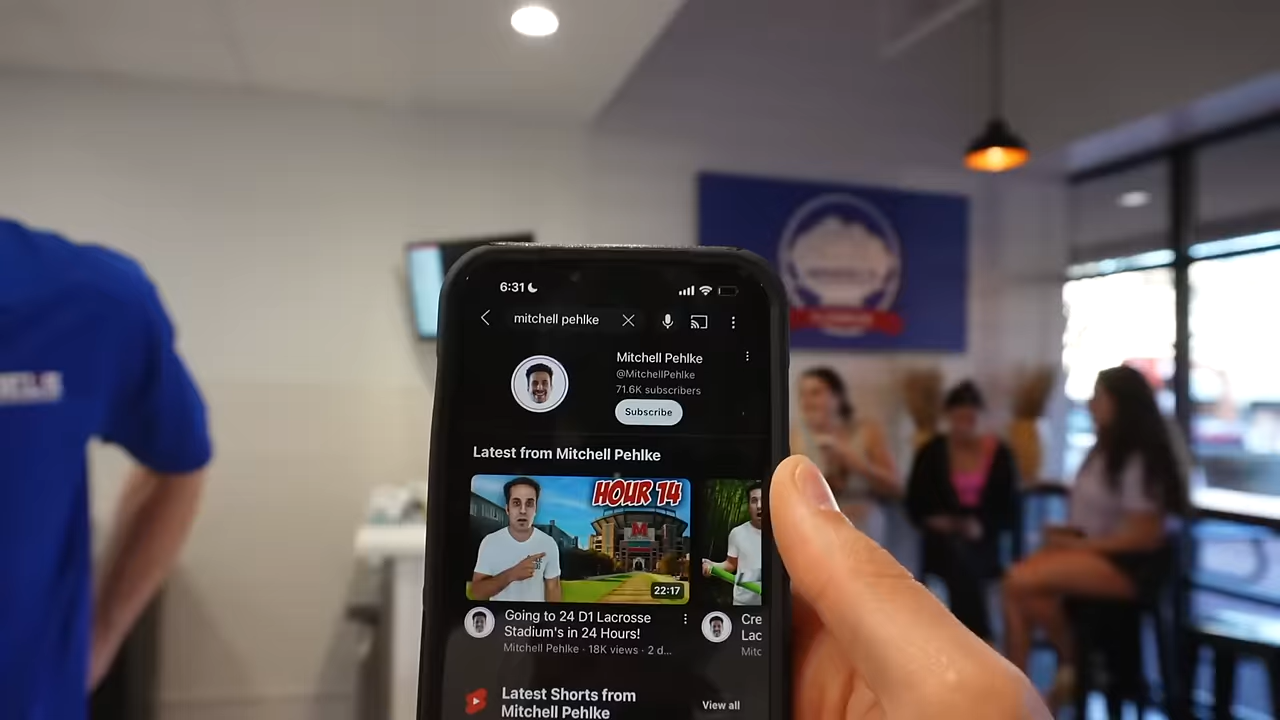 6:31
mitchell pehlke
Mitchell Pehlke
@MitchellPehlke
71.6K subscribers
Subscribe
Latest from Mitchell Pehlke
HOUR 14
M
22:17
Going to 24 D1 Lacrosse
Stadium's in 24 Hours!
Mitchell Pehlke · 18K views · 2 d...
Cre
Lac
Mitc
Latest Shorts from
Mitchell Pehlke
View all